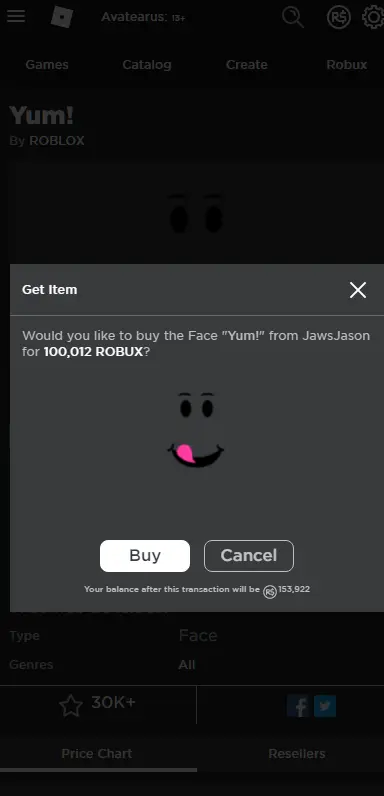 Avatearus: 13+
Games Catalog Create Robux
Yum!
By ROBLOX
Get Item
Would you like to buy the Face "Yum!" from JawsJason
for 100,012 ROBUX?
Buy Cancel
Your balance after this transaction will be 153,922
Type Face
Genres All
30K+
Price Chart Resellers